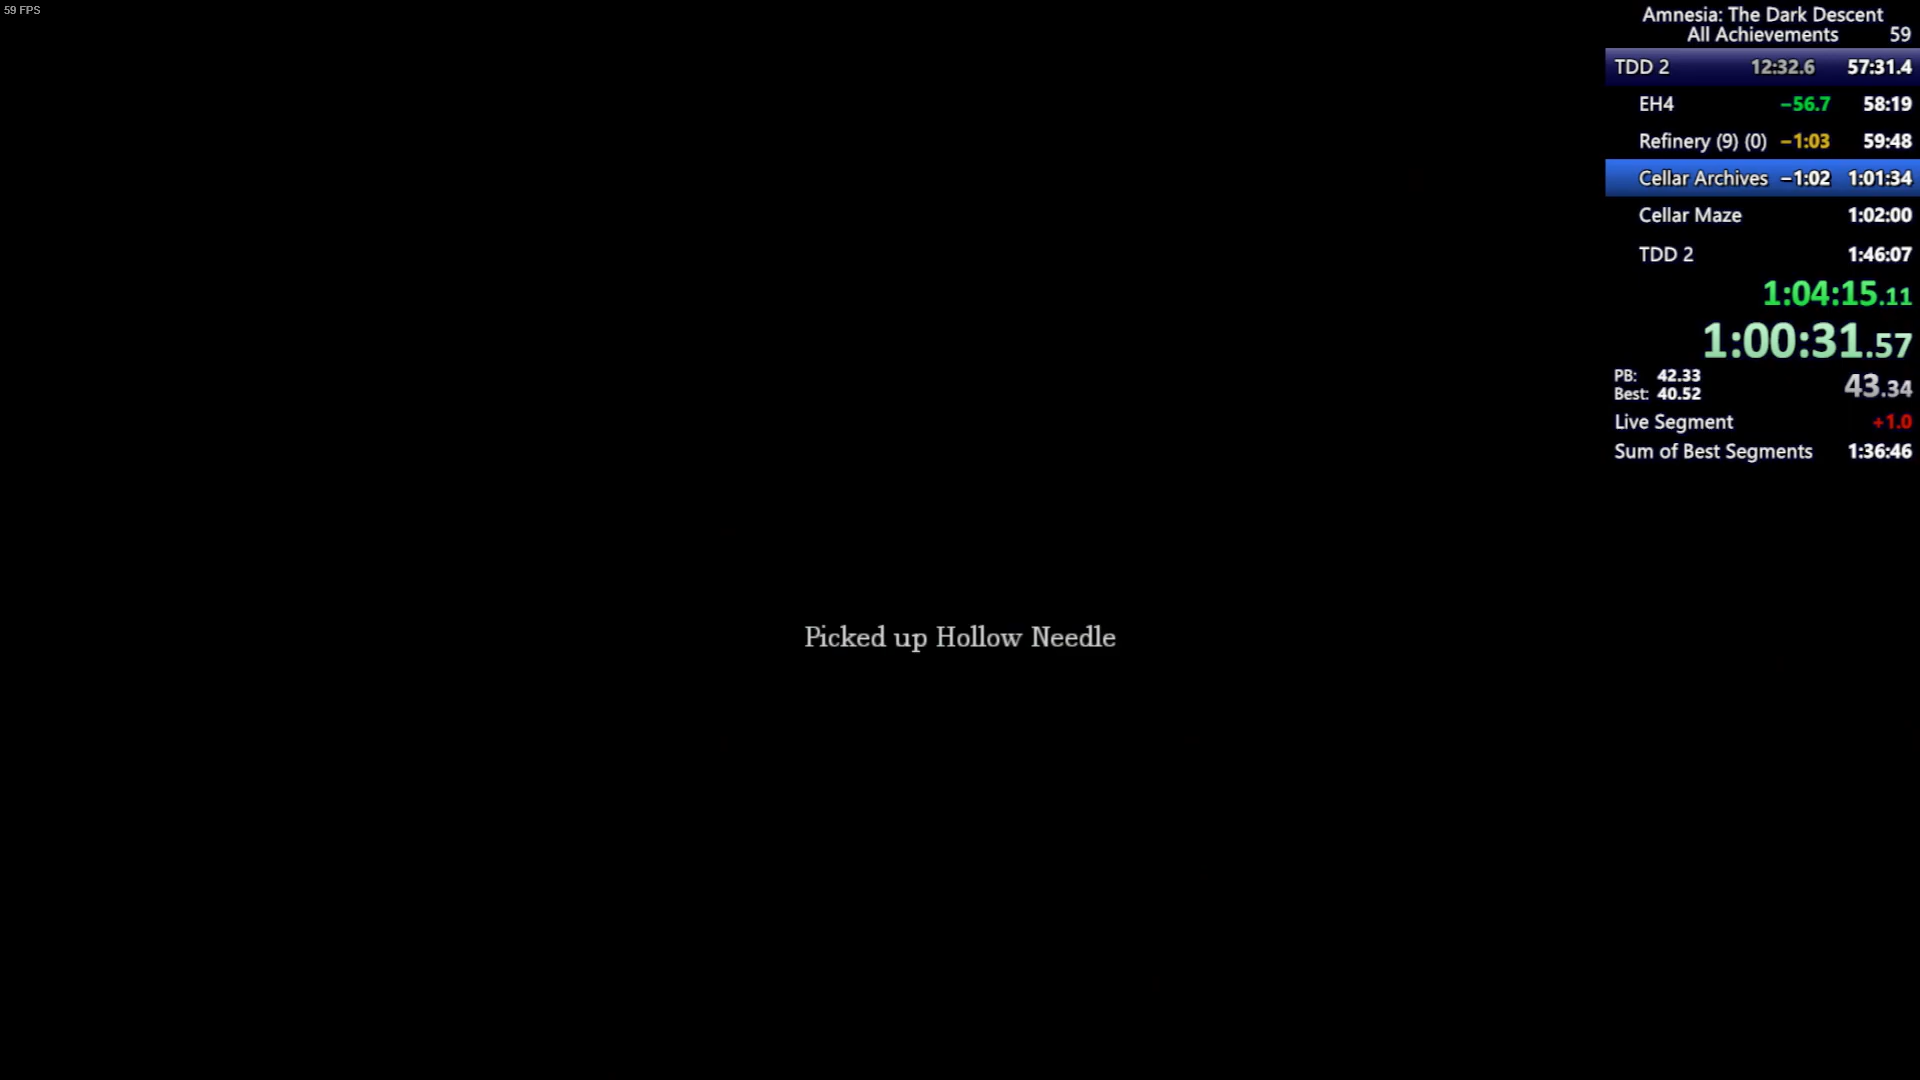 59 FPS
Amnesia: The Dark Descent
All Achievements 59
TDD 2 12:32.6 57:31.4
EH4 −56.7 58:19
Refinery (9) (0) −1:03 59:48
Cellar Archives −1:02 1:01:34
Cellar Maze 1:02:00
TDD 2 1:46:07
1:04:15.11
1:00:31.57
PB: 42.33
Best: 40.52
43.34
Live Segment +1.0
Sum of Best Segments 1:36:46
Picked up Hollow Needle